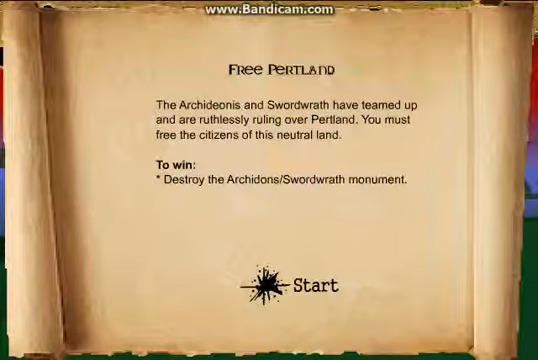 www.Bandicam.com
Free Pertland
The Archideonis and Swordwrath have teamed up
and are ruthlessly ruling over Pertland. You must
free the citizens of this neutral land.
To win:
* Destroy the Archidons/Swordwrath monument.
Start